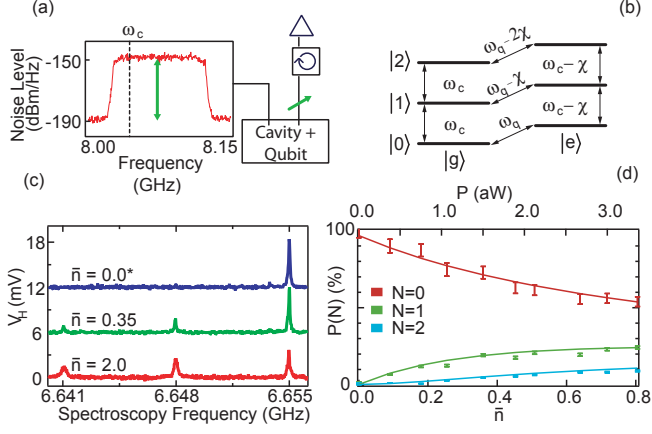 (a)
ω_c
Noise Level
(dBm/Hz)
-150
-190
8.00
8.15
Frequency
(GHz)
Cavity +
Qubit
(b)
|2⟩
|1⟩
|0⟩
ω_c
ω_c
ω_q-2χ
ω_q-χ
ω_q
ω_c-χ
ω_c-χ
|g⟩
|e⟩
(c)
V_H (mV)
18
12
6
0
n̄ = 0.0*
n̄ = 0.35
n̄ = 2.0
6.641
6.648
6.655
Spectroscopy Frequency (GHz)
(d)
P (aW)
0.0
1.0
2.0
3.0
P(N) (%)
100
0
N=0
N=1
N=2
0.0
0.2
0.4
0.6
0.8
n̄